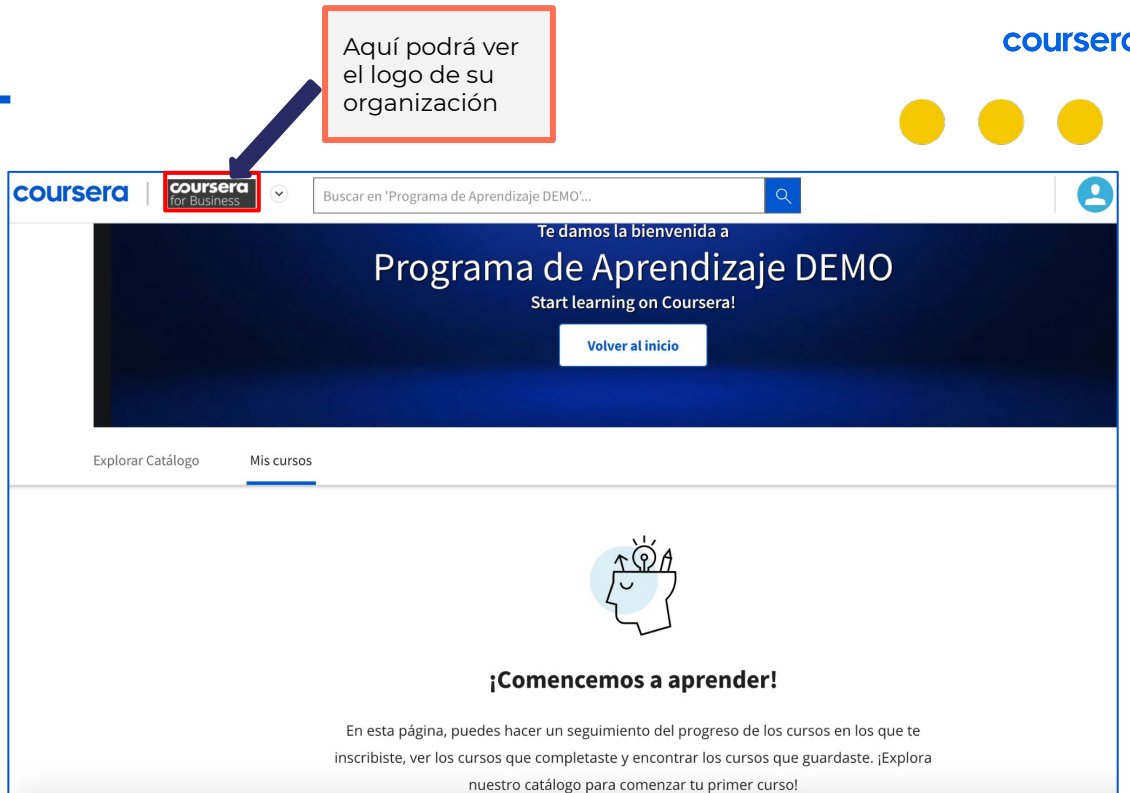 Aquí podrá ver
el logo de su
organización
coursera
coursera
coursera
for Business
Buscar en 'Programa de Aprendizaje DEMO'...
Te damos la bienvenida a
Programa de Aprendizaje DEMO
Start learning on Coursera!
Volver al inicio
Explorar Catálogo
Mis cursos
¡Comencemos a aprender!
En esta página, puedes hacer un seguimiento del progreso de los cursos en los que te
inscribiste, ver los cursos que completaste y encontrar los cursos que guardaste. ¡Explora
nuestro catálogo para comenzar tu primer curso!